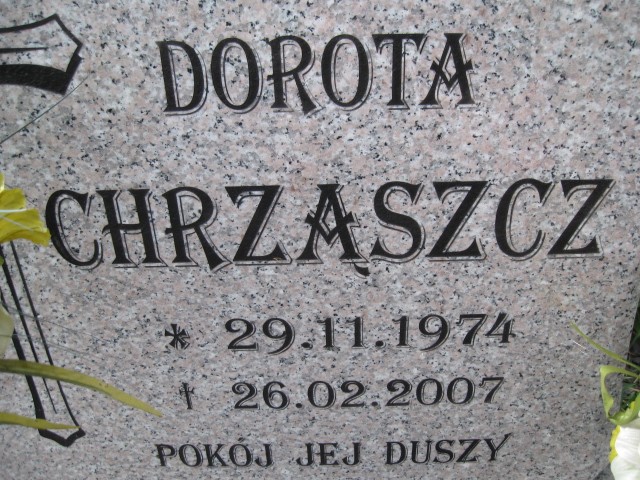 DOROTA
CHRZĄSZCZ
* 29.11.1974
† 26.02.2007
POKÓJ JEJ DUSZY